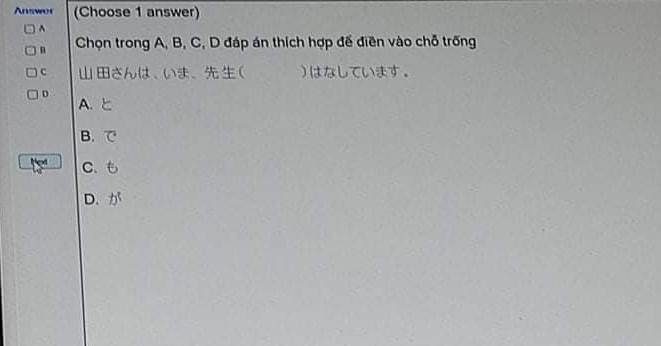 Answer
(Choose 1 answer)
A
B
C
D
Chọn trong A, B, C, D đáp án thích hợp để điền vào chỗ trống
山田さんは、いま、先生( )はなしています.
A. と
B. で
C. も
D. が
Next